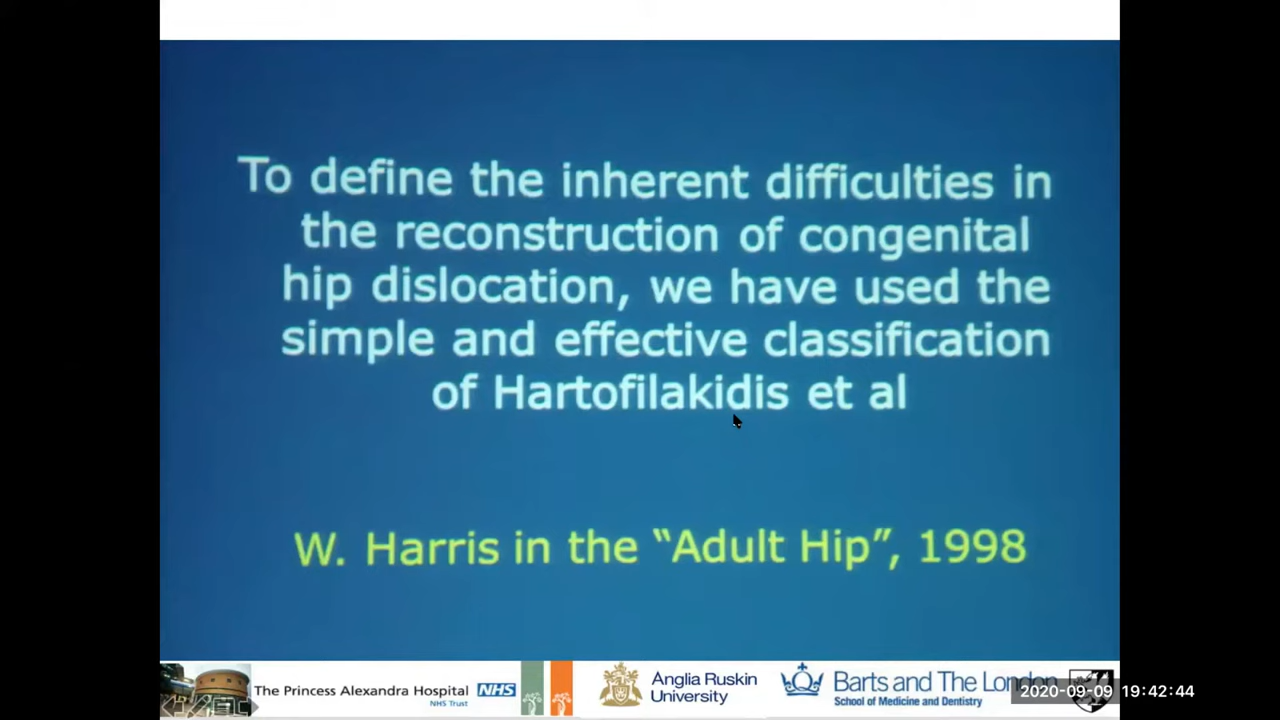 To define the inherent difficulties in
the reconstruction of congenital
hip dislocation, we have used the
simple and effective classification
of Hartofilakidis et al
W. Harris in the “Adult Hip”, 1998
The Princess Alexandra Hospital NHS
NHS Trust
Anglia Ruskin
University
Barts and The London
School of Medicine and Dentistry
2020-09-09 19:42:44